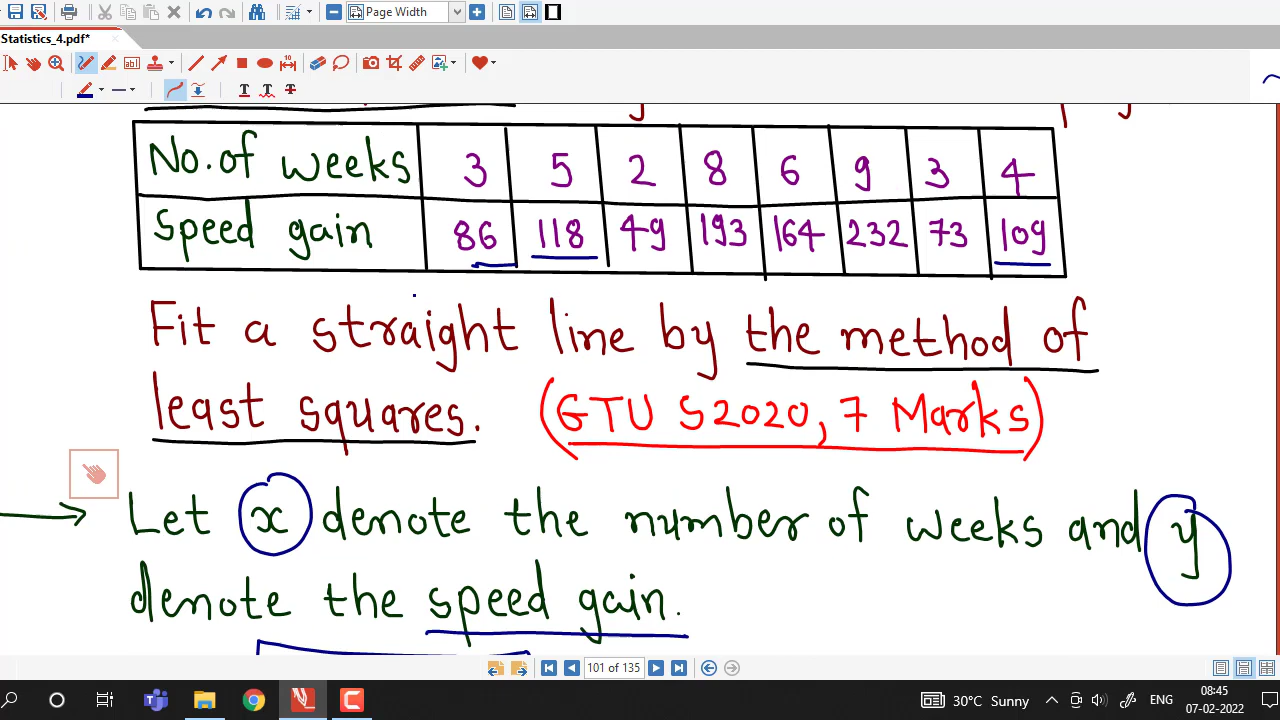 Page Width
Statistics_4.pdf*
No. of weeks 3 5 2 8 6 9 3 4
Speed gain 86 118 49 193 164 232 73 109
Fit a straight line by the method of
least squares. (GTU S2020, 7 Marks)
Let x denote the number of weeks and y
denote the speed gain.
101 of 135
30°C Sunny
ENG
08:45
07-02-2022